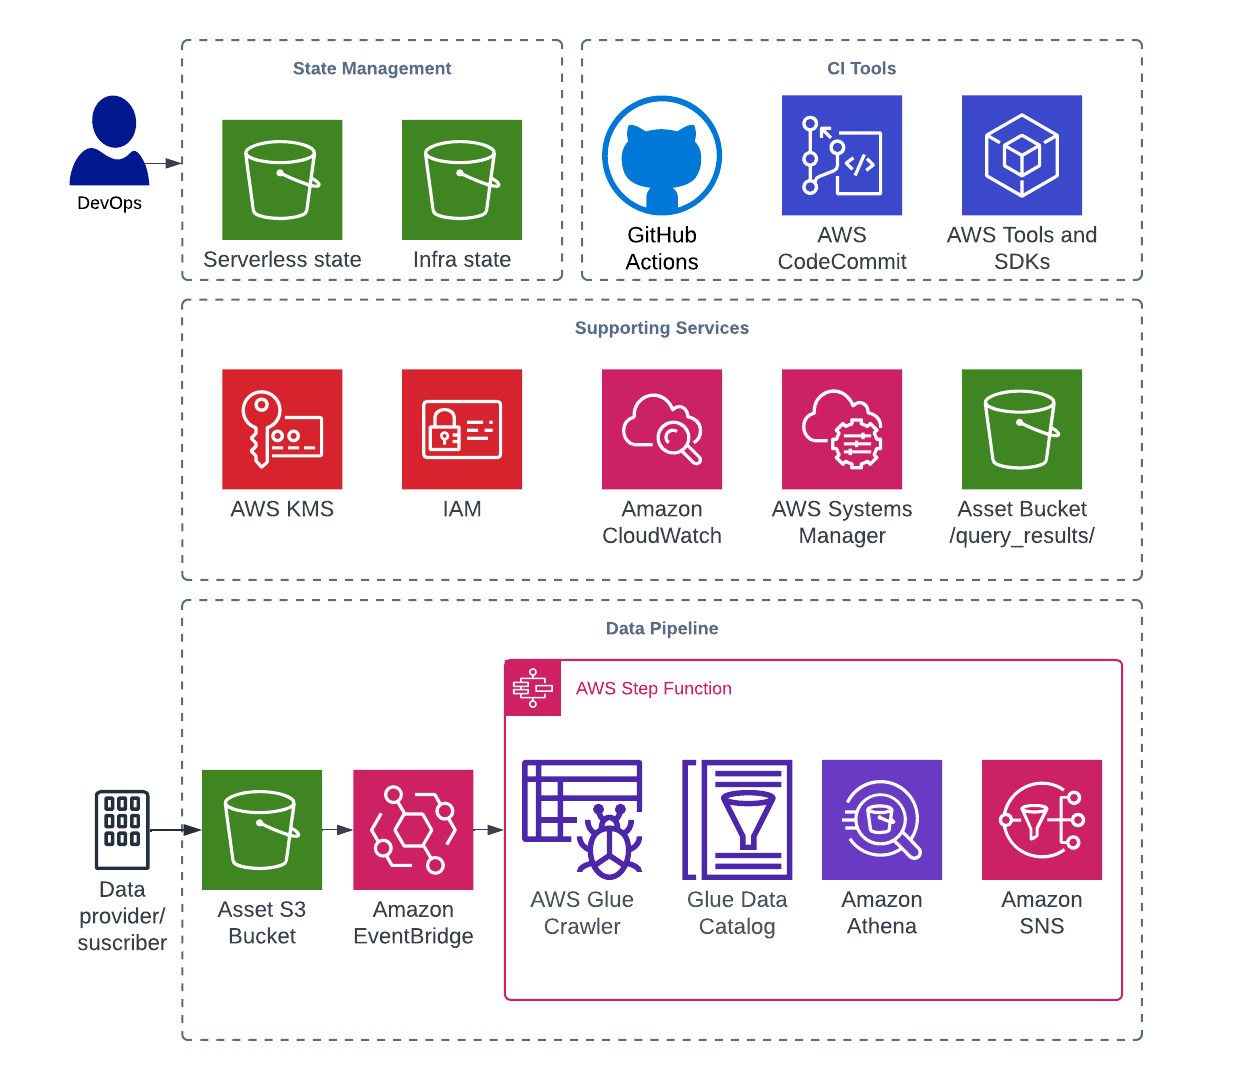 State Management
CI Tools
DevOps
Serverless state
Infra state
GitHub
Actions
AWS
CodeCommit
AWS Tools and
SDKs
Supporting Services
AWS KMS
IAM
Amazon
CloudWatch
AWS Systems
Manager
Asset Bucket
/query_results/
Data Pipeline
AWS Step Function
Data
provider/
suscriber
Asset S3
Bucket
Amazon
EventBridge
AWS Glue
Crawler
Glue Data
Catalog
Amazon
Athena
Amazon
SNS